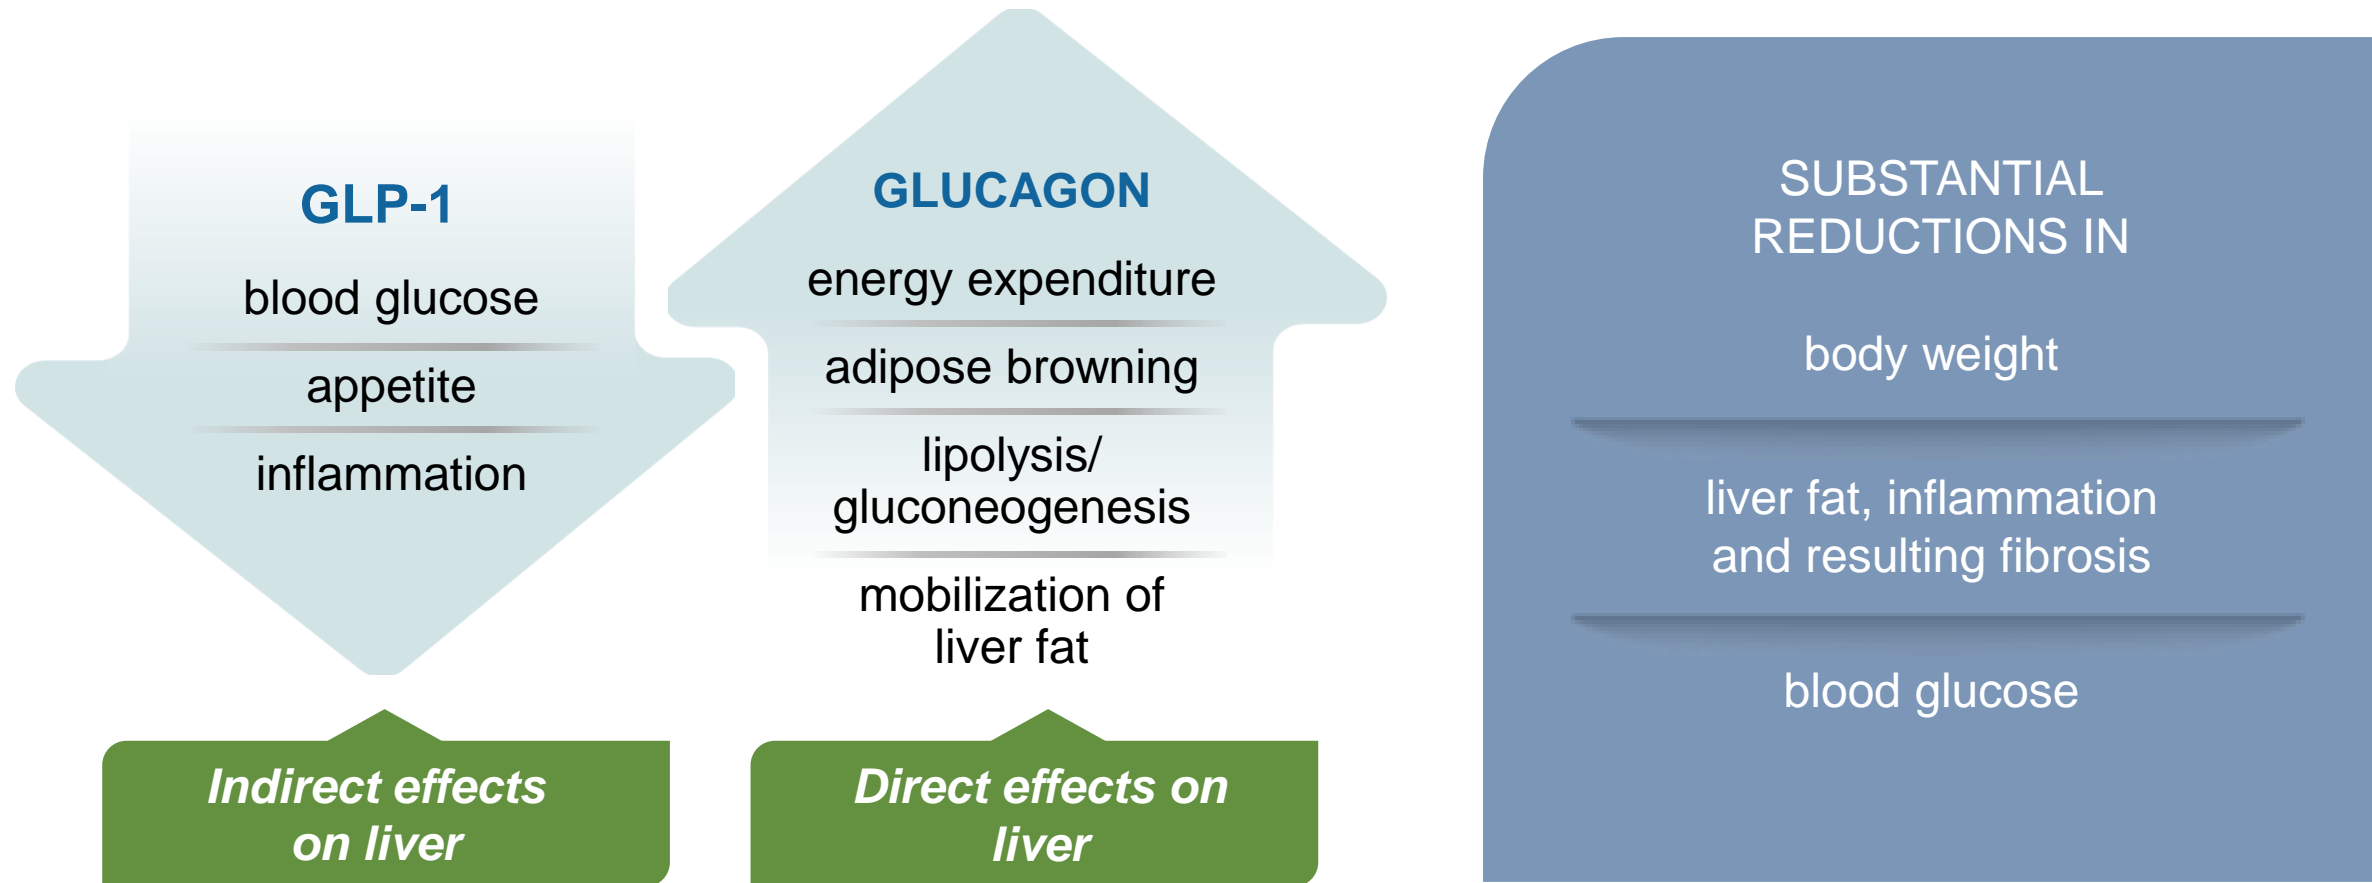 GLP-1
blood glucose
appetite
inflammation
Indirect effects
on liver
GLUCAGON
energy expenditure
adipose browning
lipolysis/
gluconeogenesis
mobilization of
liver fat
Direct effects on
liver
SUBSTANTIAL
REDUCTIONS IN
body weight
liver fat, inflammation
and resulting fibrosis
blood glucose